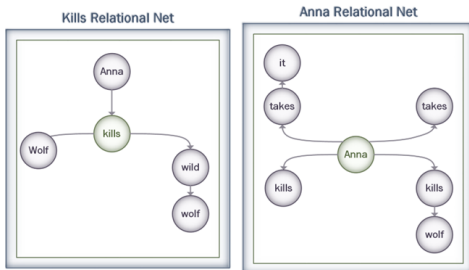 Kills Relational Net
Anna
kills
Wolf
wild
wolf
Anna Relational Net
it
takes
takes
Anna
kills
kills
wolf